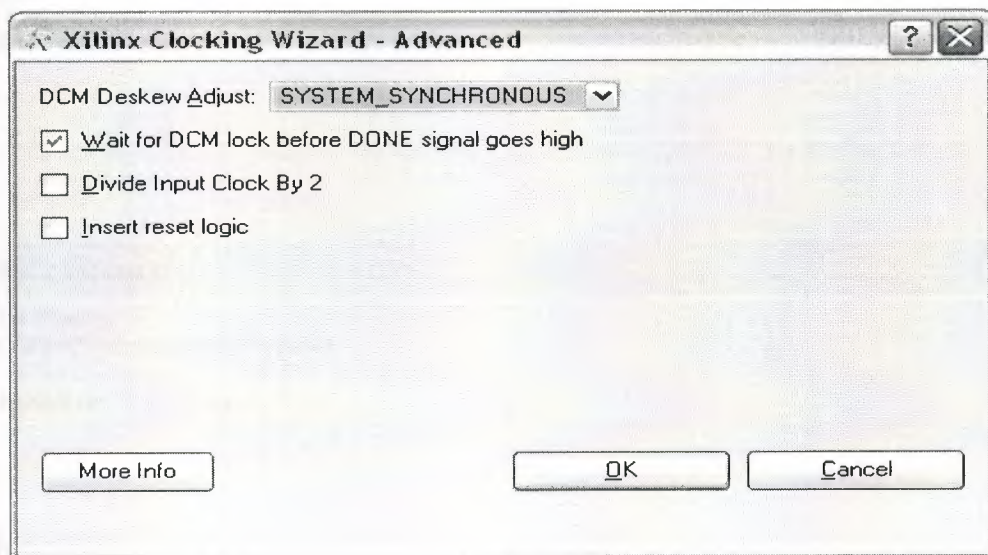 Xilinx Clocking Wizard - Advanced ?
DCM Deskew Adjust: SYSTEM_SYNCHRONOUS
Wait for DCM lock before DONE signal goes high
Divide Input Clock By 2
Insert reset logic
More Info OK Cancel